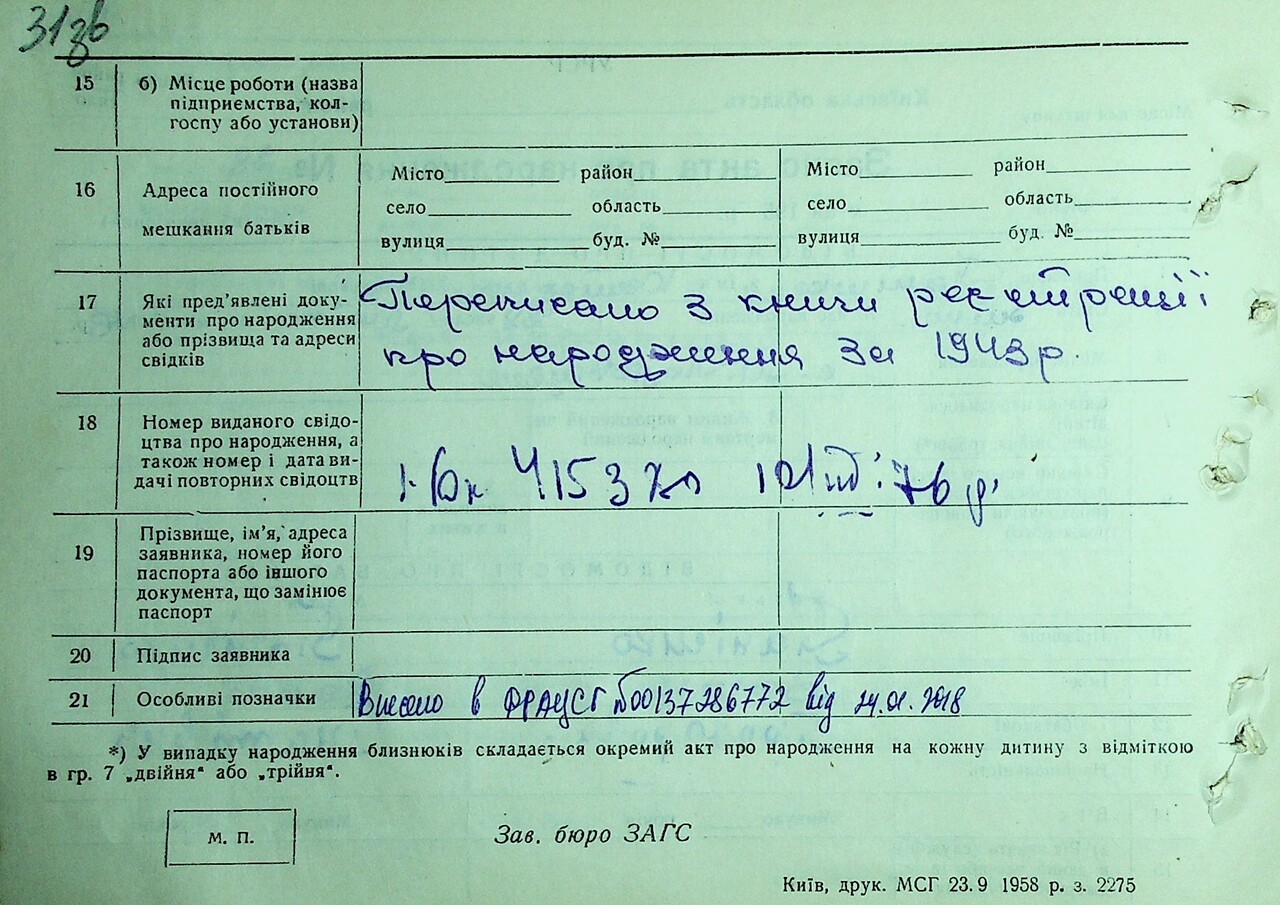 31зв
15 б) Місце роботи (назва
підприємства, кол-
госпу або установи)
16 Адреса постійного
мешкання батьків
Місто район
село область
вулиця буд. №
Місто район
село область
вулиця буд. №
17 Які пред'явлені доку-
менти про народження
або прізвища та адреси
свідків
Переписано з книги реєстрації
про народження за 1943 р.
18 Номер виданого свідо-
цтва про народження, а
також номер і дата ви-
дачі повторних свідоцтв
19 Прізвище, ім'я, адреса
заявника, номер його
паспорта або іншого
документа, що замінює
паспорт
20 Підпис заявника
21 Особливі позначки
Внесено в ФРАЦСГ 00137286772 від 24.01.2018
*) У випадку народження близнюків складається окремий акт про народження на кожну дитину з відміткою
в гр. 7 „двійня" або „трійня".
М. П.
Зав. бюро ЗАГС
Київ, друк. МСГ 23.9 1958 р. з. 2275